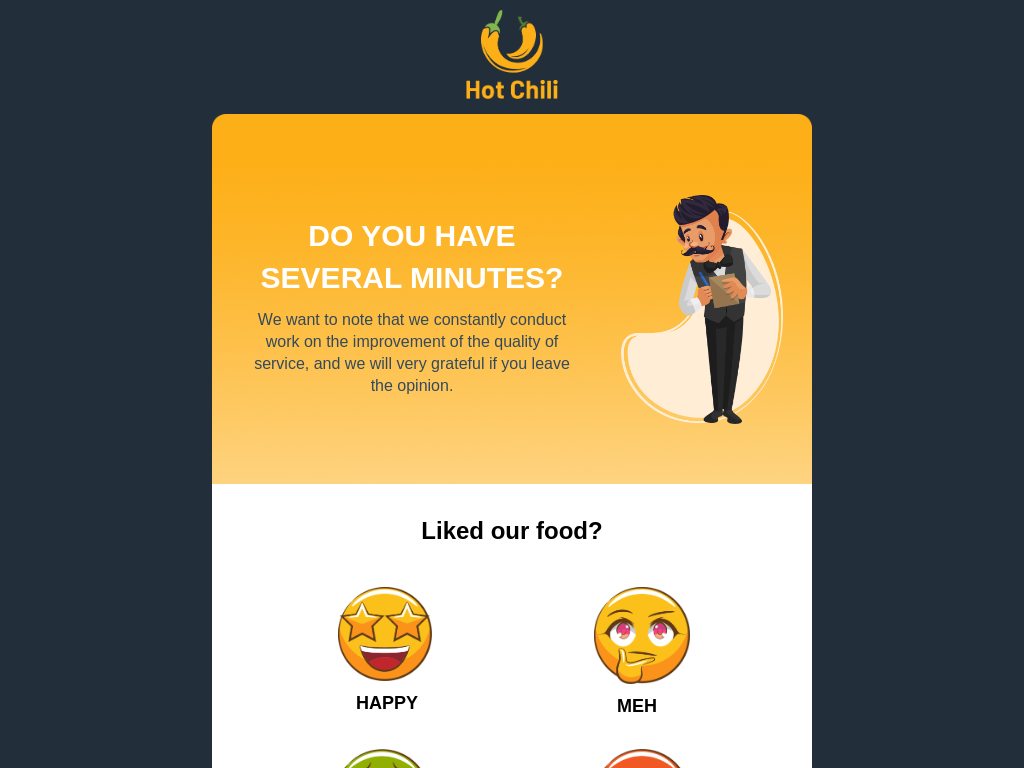 Hot Chili
DO YOU HAVE
SEVERAL MINUTES?
We want to note that we constantly conduct
work on the improvement of the quality of
service, and we will very grateful if you leave
the opinion.
Liked our food?
HAPPY
MEH